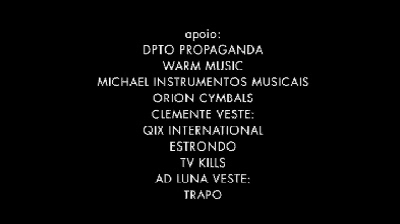 apoio:
DPTO PROPAGANDA
WARM MUSIC
MICHAEL INSTRUMENTOS MUSICAIS
ORION CYMBALS
CLEMENTE VESTE:
QIX INTERNATIONAL
ESTRONDO
TV KILLS
AD LUNA VESTE:
TRAPO